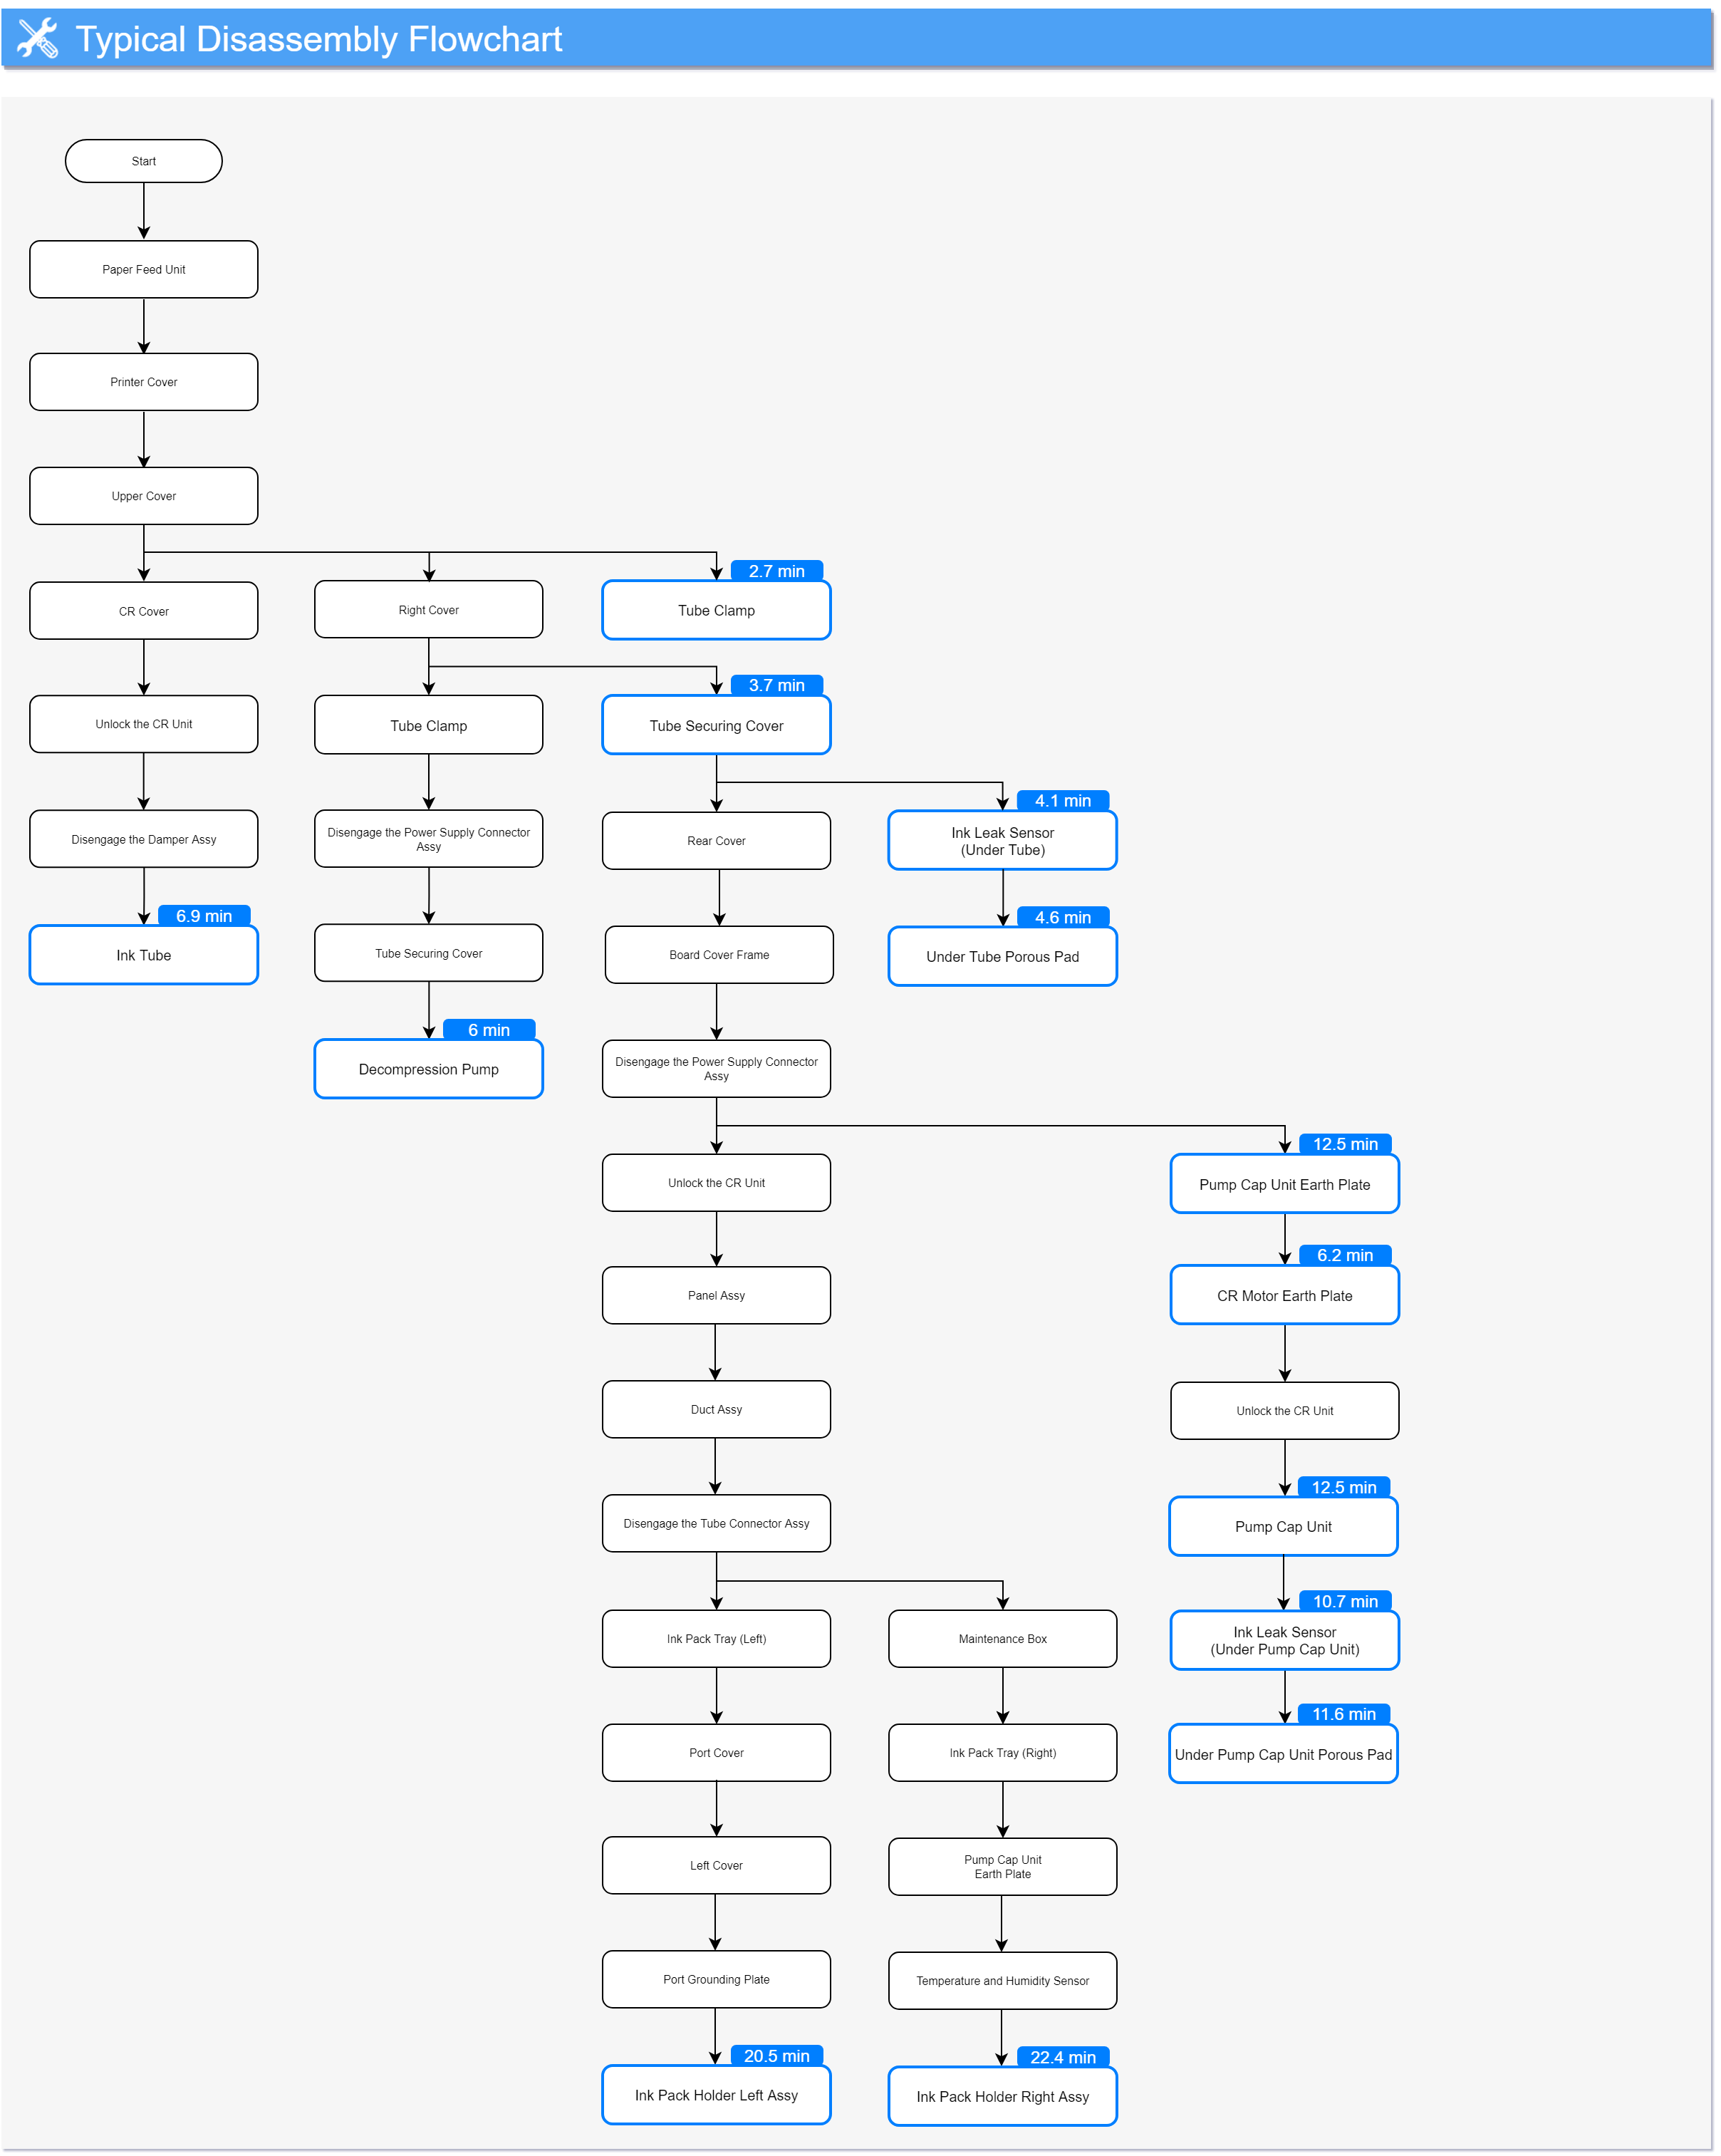 Typical Disassembly Flowchart
Start
Paper Feed Unit
Printer Cover
Upper Cover
2.7 min
CR Cover
Right Cover
Tube Clamp
3.7 min
Unlock the CR Unit
Tube Clamp
Tube Securing Cover
4.1 min
Disengage the Damper Assy
Disengage the Power Supply Connector
Assy
Rear Cover
Ink Leak Sensor
(Under Tube)
6.9 min
4.6 min
Ink Tube
Tube Securing Cover
Board Cover Frame
Under Tube Porous Pad
6 min
Decompression Pump
Disengage the Power Supply Connector
Assy
12.5 min
Unlock the CR Unit
Pump Cap Unit Earth Plate
6.2 min
Panel Assy
CR Motor Earth Plate
Duct Assy
Unlock the CR Unit
12.5 min
Disengage the Tube Connector Assy
Pump Cap Unit
10.7 min
Ink Pack Tray (Left)
Maintenance Box
Ink Leak Sensor
(Under Pump Cap Unit)
11.6 min
Port Cover
Ink Pack Tray (Right)
Under Pump Cap Unit Porous Pad
Left Cover
Pump Cap Unit
Earth Plate
Port Grounding Plate
Temperature and Humidity Sensor
20.5 min
22.4 min
Ink Pack Holder Left Assy
Ink Pack Holder Right Assy